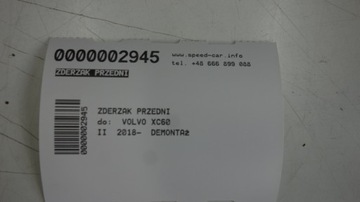 0000002945
www.speed-car.info
tel. +48 666 899 088
ZDERZAK PRZEDNI
ZDERZAK PRZEDNI
do: VOLVO XC60
II 2018- DEMONTAŻ
0000002945